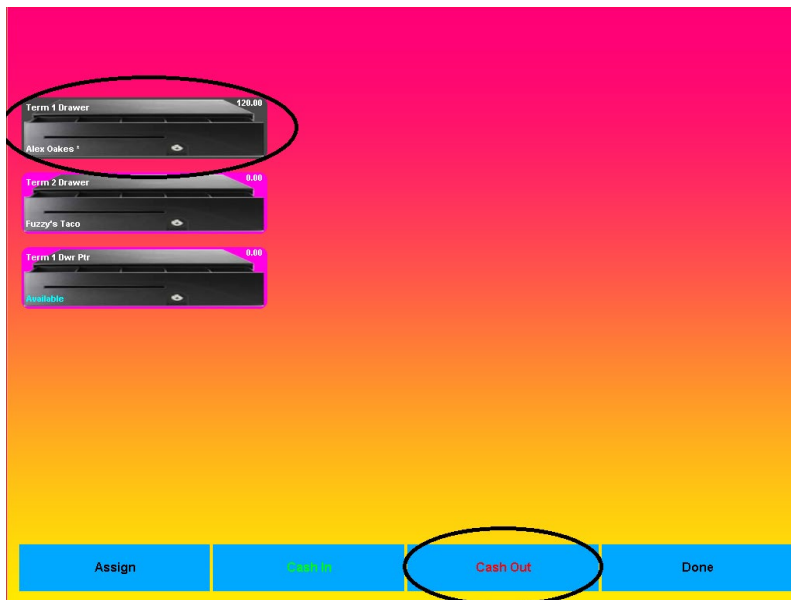 Term 1 Drawer 120.00
Alex Oakes *
Term 2 Drawer 0.00
Fuzzy's Taco
Term 1 Dwr Ptr 0.00
Available
Assign Cash In Cash Out Done